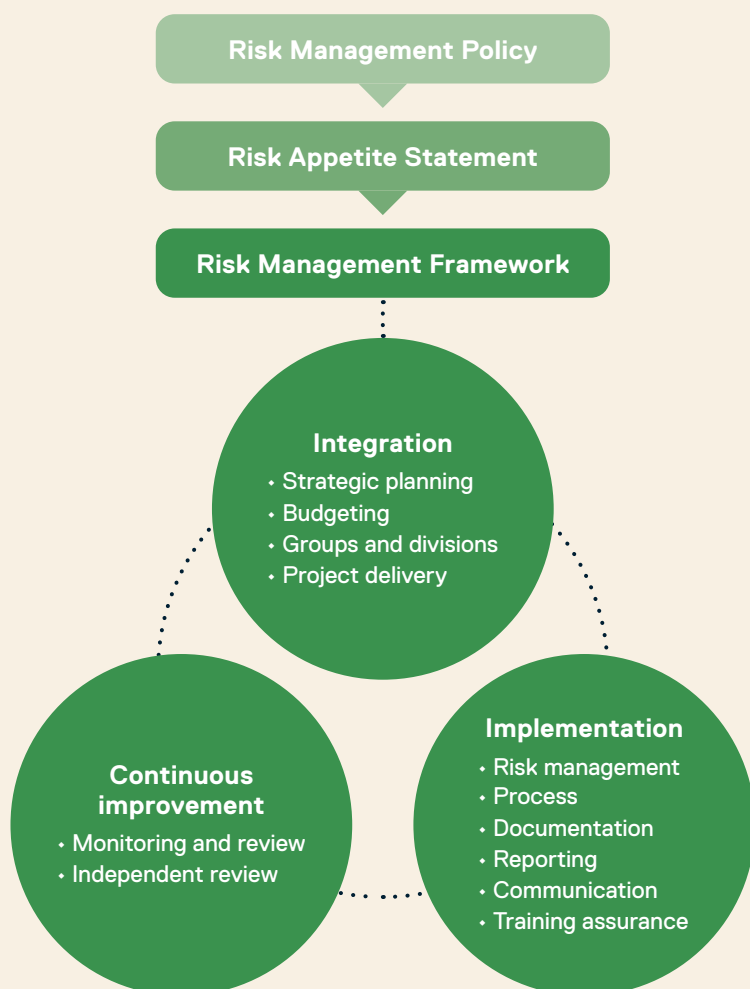 Risk Management Policy
Risk Appetite Statement
Risk Management Framework
Integration
• Strategic planning
• Budgeting
• Groups and divisions
• Project delivery
Continuous
improvement
• Monitoring and review
• Independent review
Implementation
• Risk management
• Process
• Documentation
• Reporting
• Communication
• Training assurance